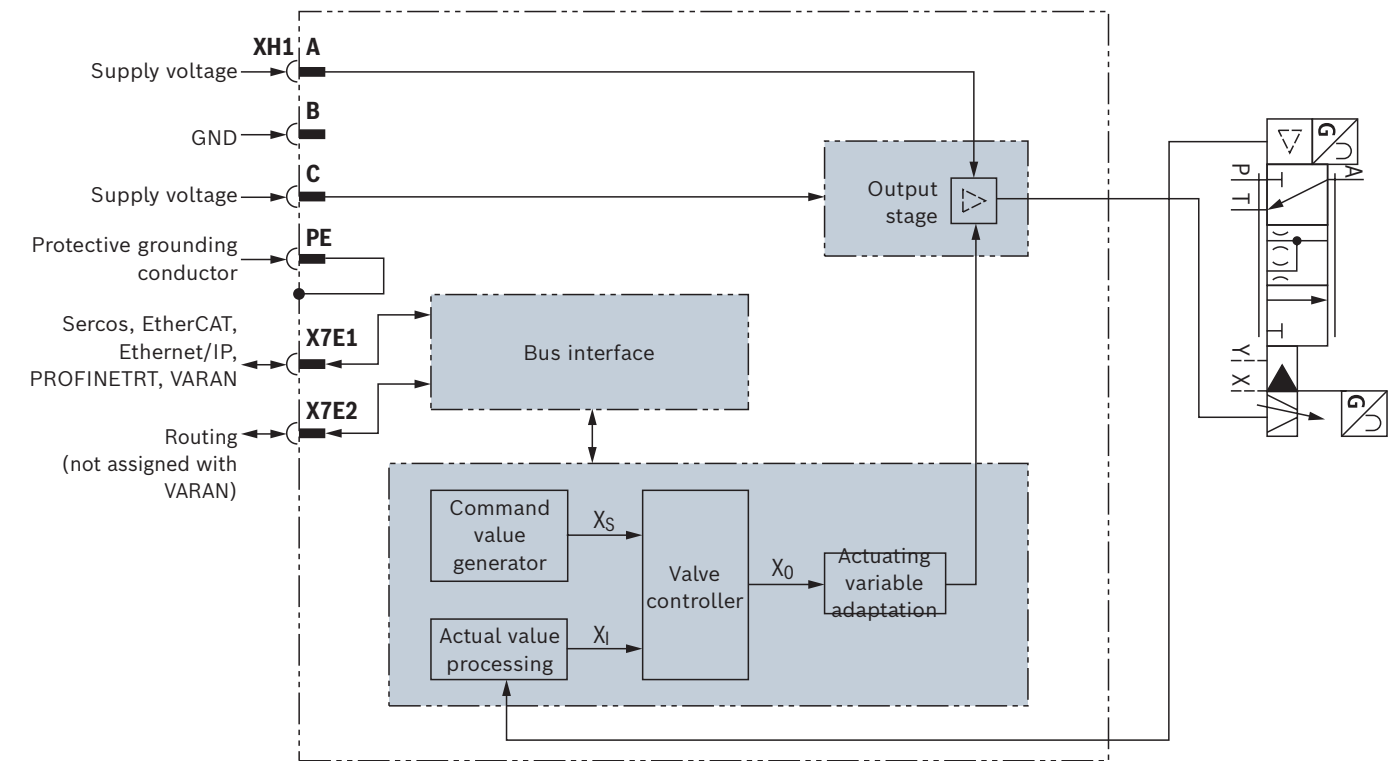 XH1 A
Supply voltage
B
GND
C
Supply voltage
PE
Protective grounding
conductor
Sercos, EtherCAT,
Ethernet/IP,
PROFINETRT, VARAN
X7E1
X7E2
Routing
(not assigned with
VARAN)
Output
stage
Bus interface
Command
value
generator
XS
Valve
controller
X0
Actuating
variable
adaptation
Actual value
processing
XI
G
P
T
A
Y
X
G